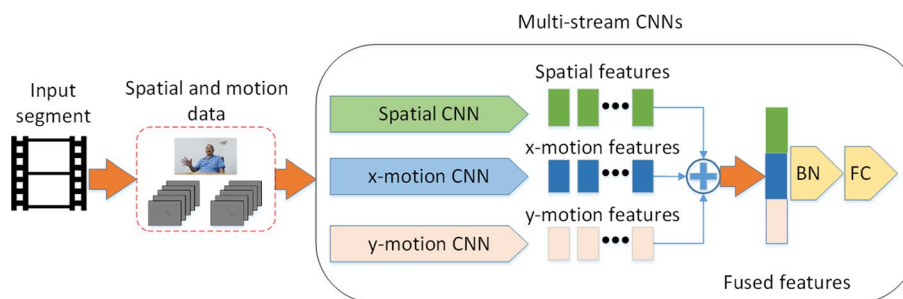 Multi-stream CNNs
Input
segment
Spatial and motion
data
Spatial CNN
x-motion CNN
y-motion CNN
Spatial features
x-motion features
y-motion features
BN
FC
Fused features